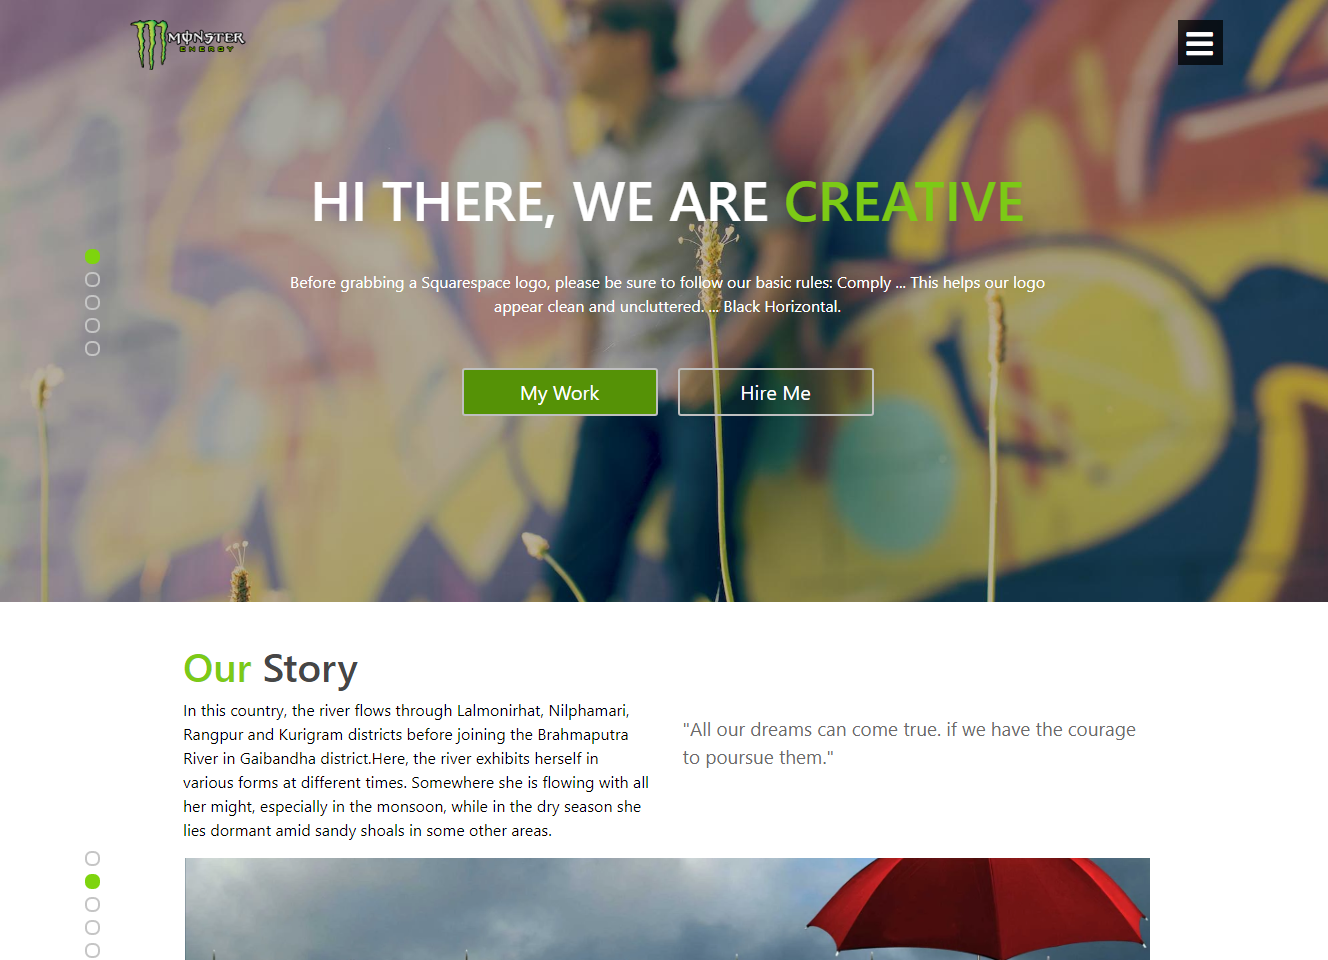 MONSTER
ENERGY
HI THERE, WE ARE CREATIVE
Before grabbing a Squarespace logo, please be sure to follow our basic rules: Comply ... This helps our logo
appear clean and uncluttered. ... Black Horizontal.
My Work
Hire Me
Our Story
In this country, the river flows through Lalmonirhat, Nilphamari,
Rangpur and Kurigram districts before joining the Brahmaputra
River in Gaibandha district.Here, the river exhibits herself in
various forms at different times. Somewhere she is flowing with all
her might, especially in the monsoon, while in the dry season she
lies dormant amid sandy shoals in some other areas.
"All our dreams can come true. if we have the courage
to poursue them."